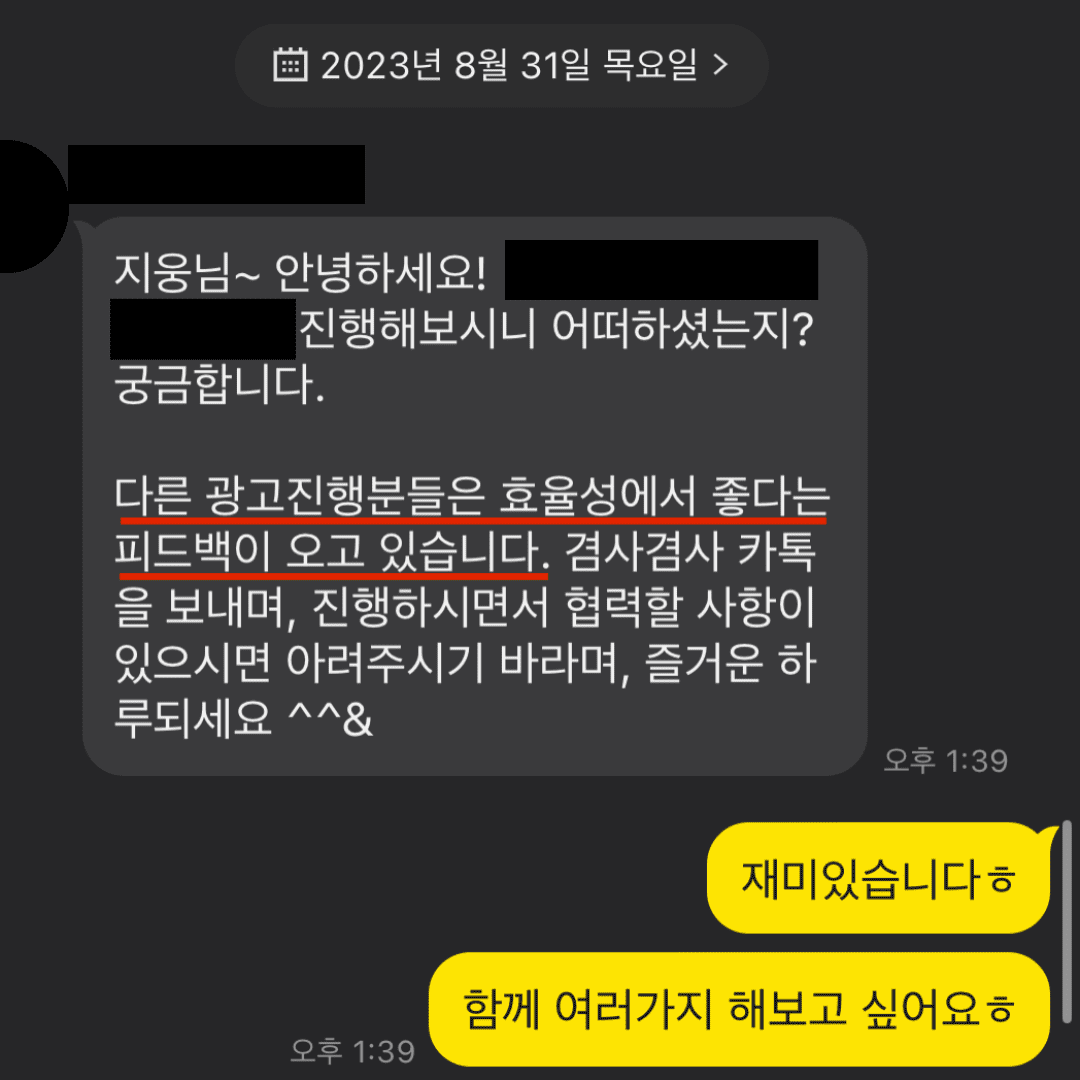 2023년 8월 31일 목요일 >
지웅님~ 안녕하세요!
진행해보시니 어떠하셨는지?
궁금합니다.
다른 광고진행분들은 효율성에서 좋다는
피드백이 오고 있습니다. 겸사겸사 카톡
을 보내며, 진행하시면서 협력할 사항이
있으시면 아려주시기 바라며, 즐거운 하
루되세요 ^^&
오후 1:39
재미있습니다ㅎ
함께 여러가지 해보고 싶어요ㅎ
오후 1:39